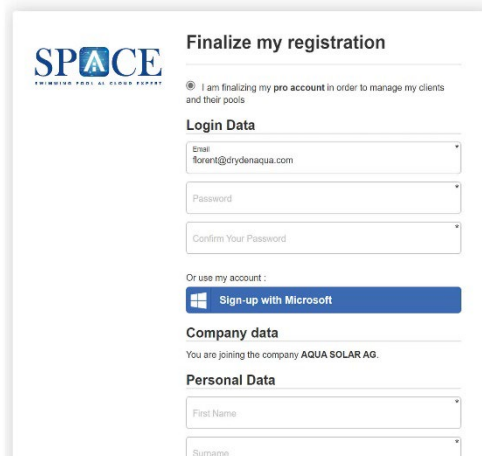 Finalize my registration
SPACE
SWIMMING POOL AI CLOUD EXPERT
I am finalizing my pro account in order to manage my clients
and their pools
Login Data
Email
*
florent@drydenaqua.com
Password
*
Confirm Your Password
*
Or use my account :
Sign-up with Microsoft
Company data
You are joining the company AQUA SOLAR AG.
Personal Data
First Name
*
Surname
*